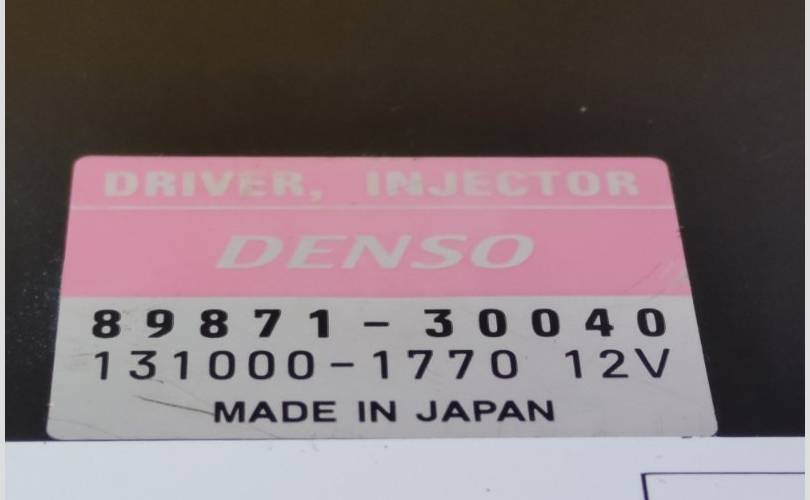 DRIVER, INJECTOR
DENSO
89871-30040
131000-1770 12V
MADE IN JAPAN